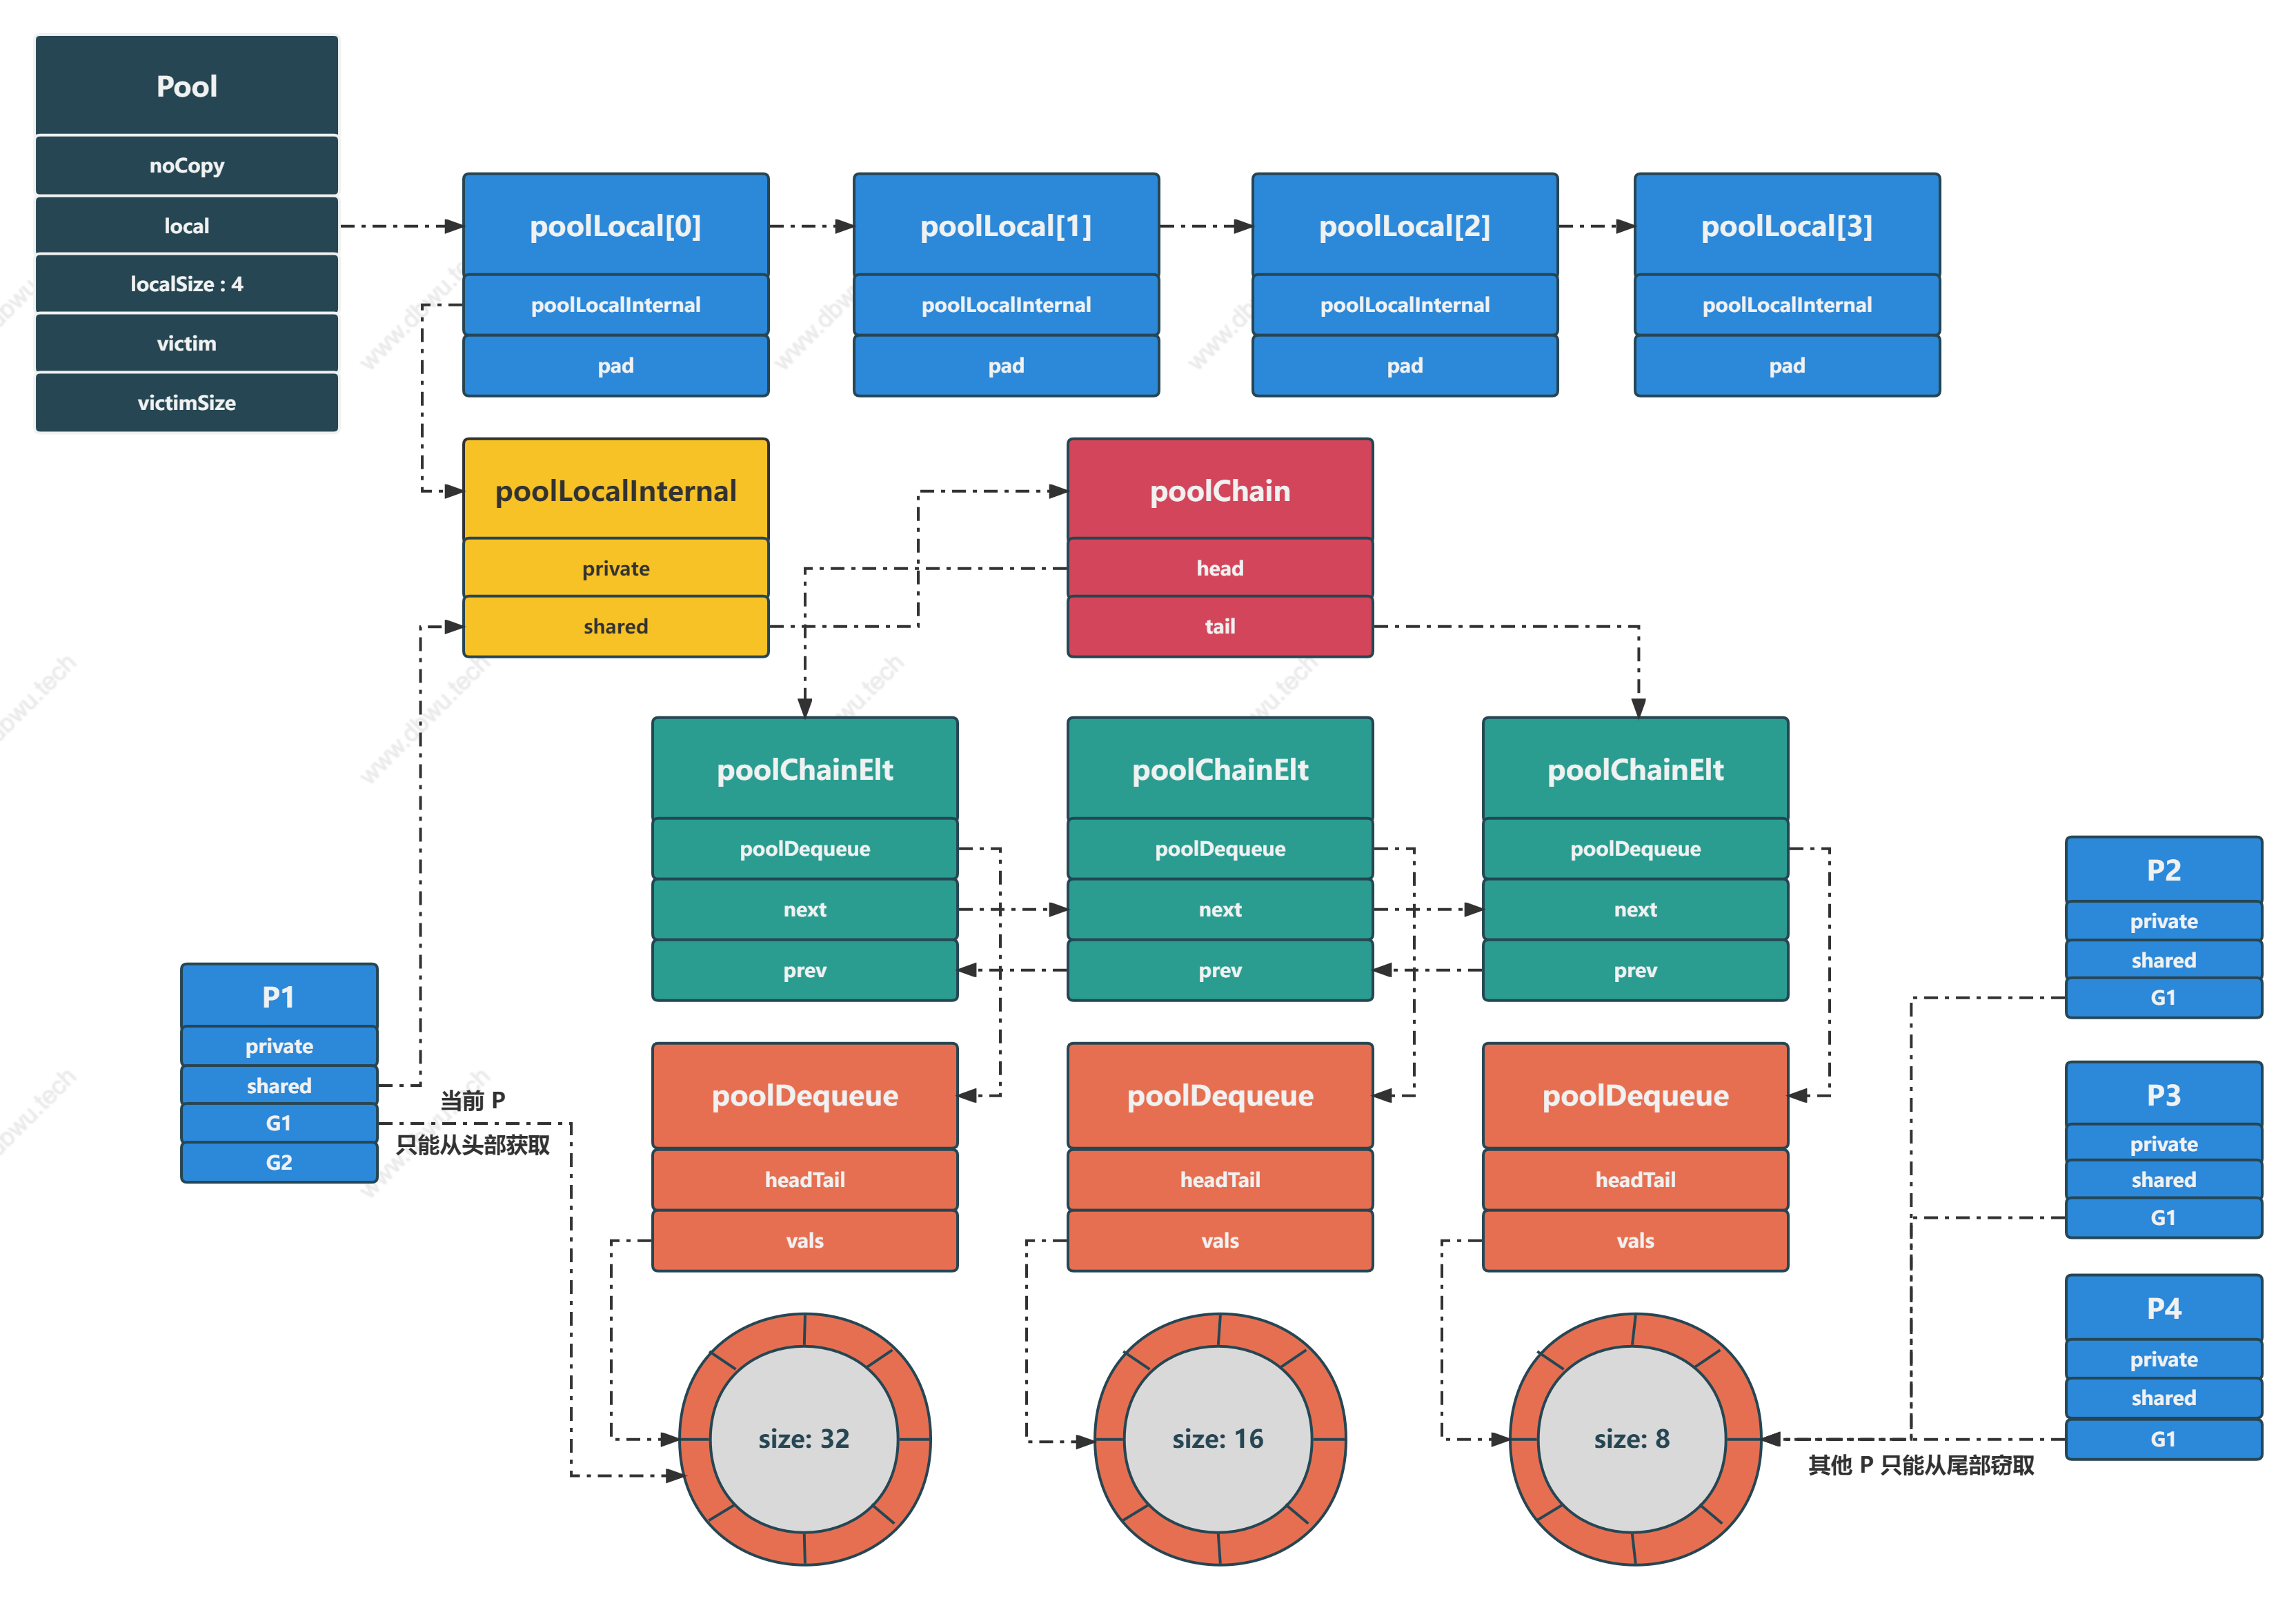 Pool
noCopy
local
localSize : 4
victim
victimSize
poolLocal[0]
poolLocalInternal
pad
poolLocal[1]
poolLocalInternal
pad
poolLocal[2]
poolLocalInternal
pad
poolLocal[3]
poolLocalInternal
pad
poolLocalInternal
private
shared
poolChain
head
tail
poolChainElt
poolDequeue
next
prev
poolChainElt
poolDequeue
next
prev
poolChainElt
poolDequeue
next
prev
P1
private
shared
G1
G2
当前 P
只能从头部获取
poolDequeue
headTail
vals
poolDequeue
headTail
vals
poolDequeue
headTail
vals
size: 32
size: 16
size: 8
P2
private
shared
G1
P3
private
shared
G1
P4
private
shared
G1
其他 P 只能从尾部窃取
www.dbwu.tech